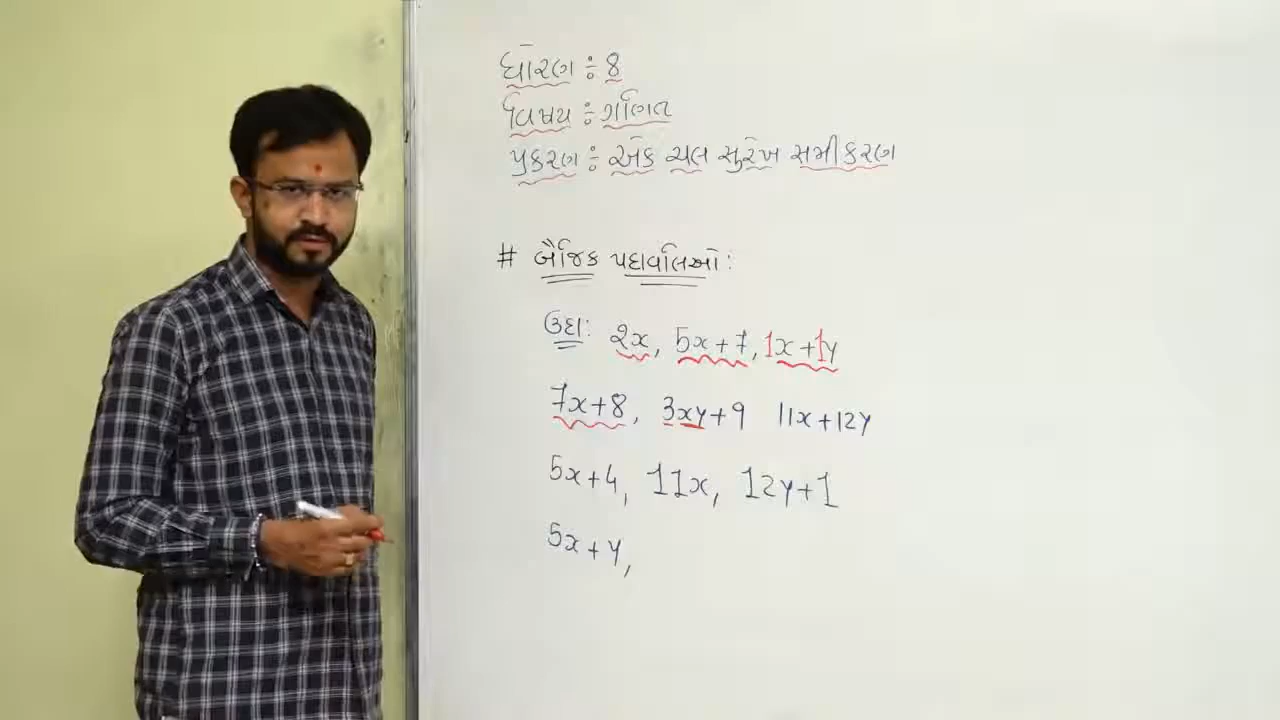 ધોરણ ઃ 8
વિષય ઃ ગણિત
પ્રકરણ ઃ એક ચલ સુરેખ સમીકરણ
# બૈજિક પદાવલિઓ:
ઉદા: 2x, 5x+7, 1x+1y
7x+8, 3xy+9 11x+12y
5x+4, 11x, 12y+1
5x+y,